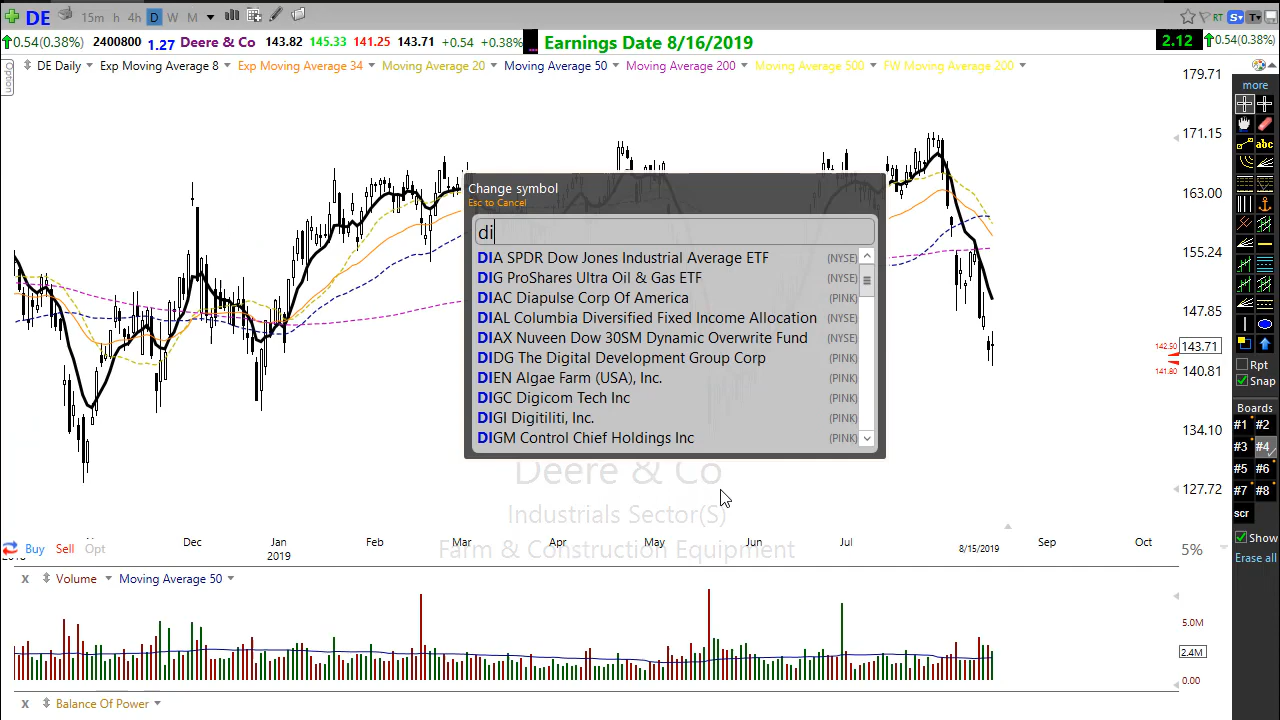 DE 15m h 4h D W M RT S T
0.54(0.38%) 2400800 1.27 Deere & Co 143.82 145.33 141.25 143.71 +0.54 +0.38% Earnings Date 8/16/2019 2.12 0.54(0.38%)
Option
DE Daily Exp Moving Average 8 Exp Moving Average 34 Moving Average 20 Moving Average 50 Moving Average 200 Moving Average 500 FW Moving Average 200
179.71
171.15
163.00
155.24
147.85
142.50
143.71
141.80
140.81
134.10
127.72
Change symbol
Esc to Cancel
di
DIA SPDR Dow Jones Industrial Average ETF (NYSE)
DIG ProShares Ultra Oil & Gas ETF (NYSE)
DIAC Diapulse Corp Of America (PINK)
DIAL Columbia Diversified Fixed Income Allocation (NYSE)
DIAX Nuveen Dow 30SM Dynamic Overwrite Fund (NYSE)
DIDG The Digital Development Group Corp (PINK)
DIEN Algae Farm (USA), Inc. (PINK)
DIGC Digicom Tech Inc (PINK)
DIGI Digitiliti, Inc. (PINK)
DIGM Control Chief Holdings Inc (PINK)
Deere & Co
Industrials Sector(S)
Farm & Construction Equipment
Dec Jan Feb Mar Apr May Jun Jul 8/15/2019 Sep Oct
2019
Buy Sell Opt
5%
x Volume Moving Average 50
5.0M
2.4M
0.00
x Balance Of Power
more
abc
Rpt
Snap
Boards
#1 #2
#3 #4
#5 #6
#7 #8
scr
Show
Erase all